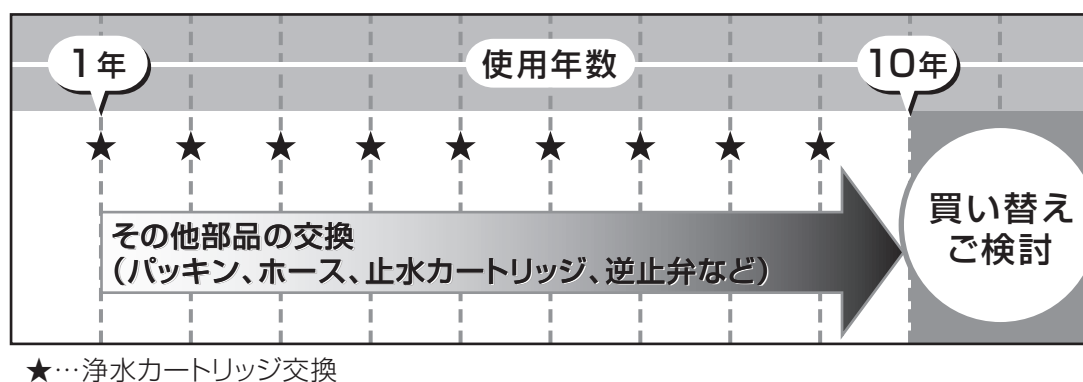 1年
使用年数
10年
★ ★ ★ ★ ★ ★ ★ ★ ★
その他部品の交換
（パッキン、ホース、止水カートリッジ、逆止弁など）
買い替え
ご検討
★…浄水カートリッジ交換